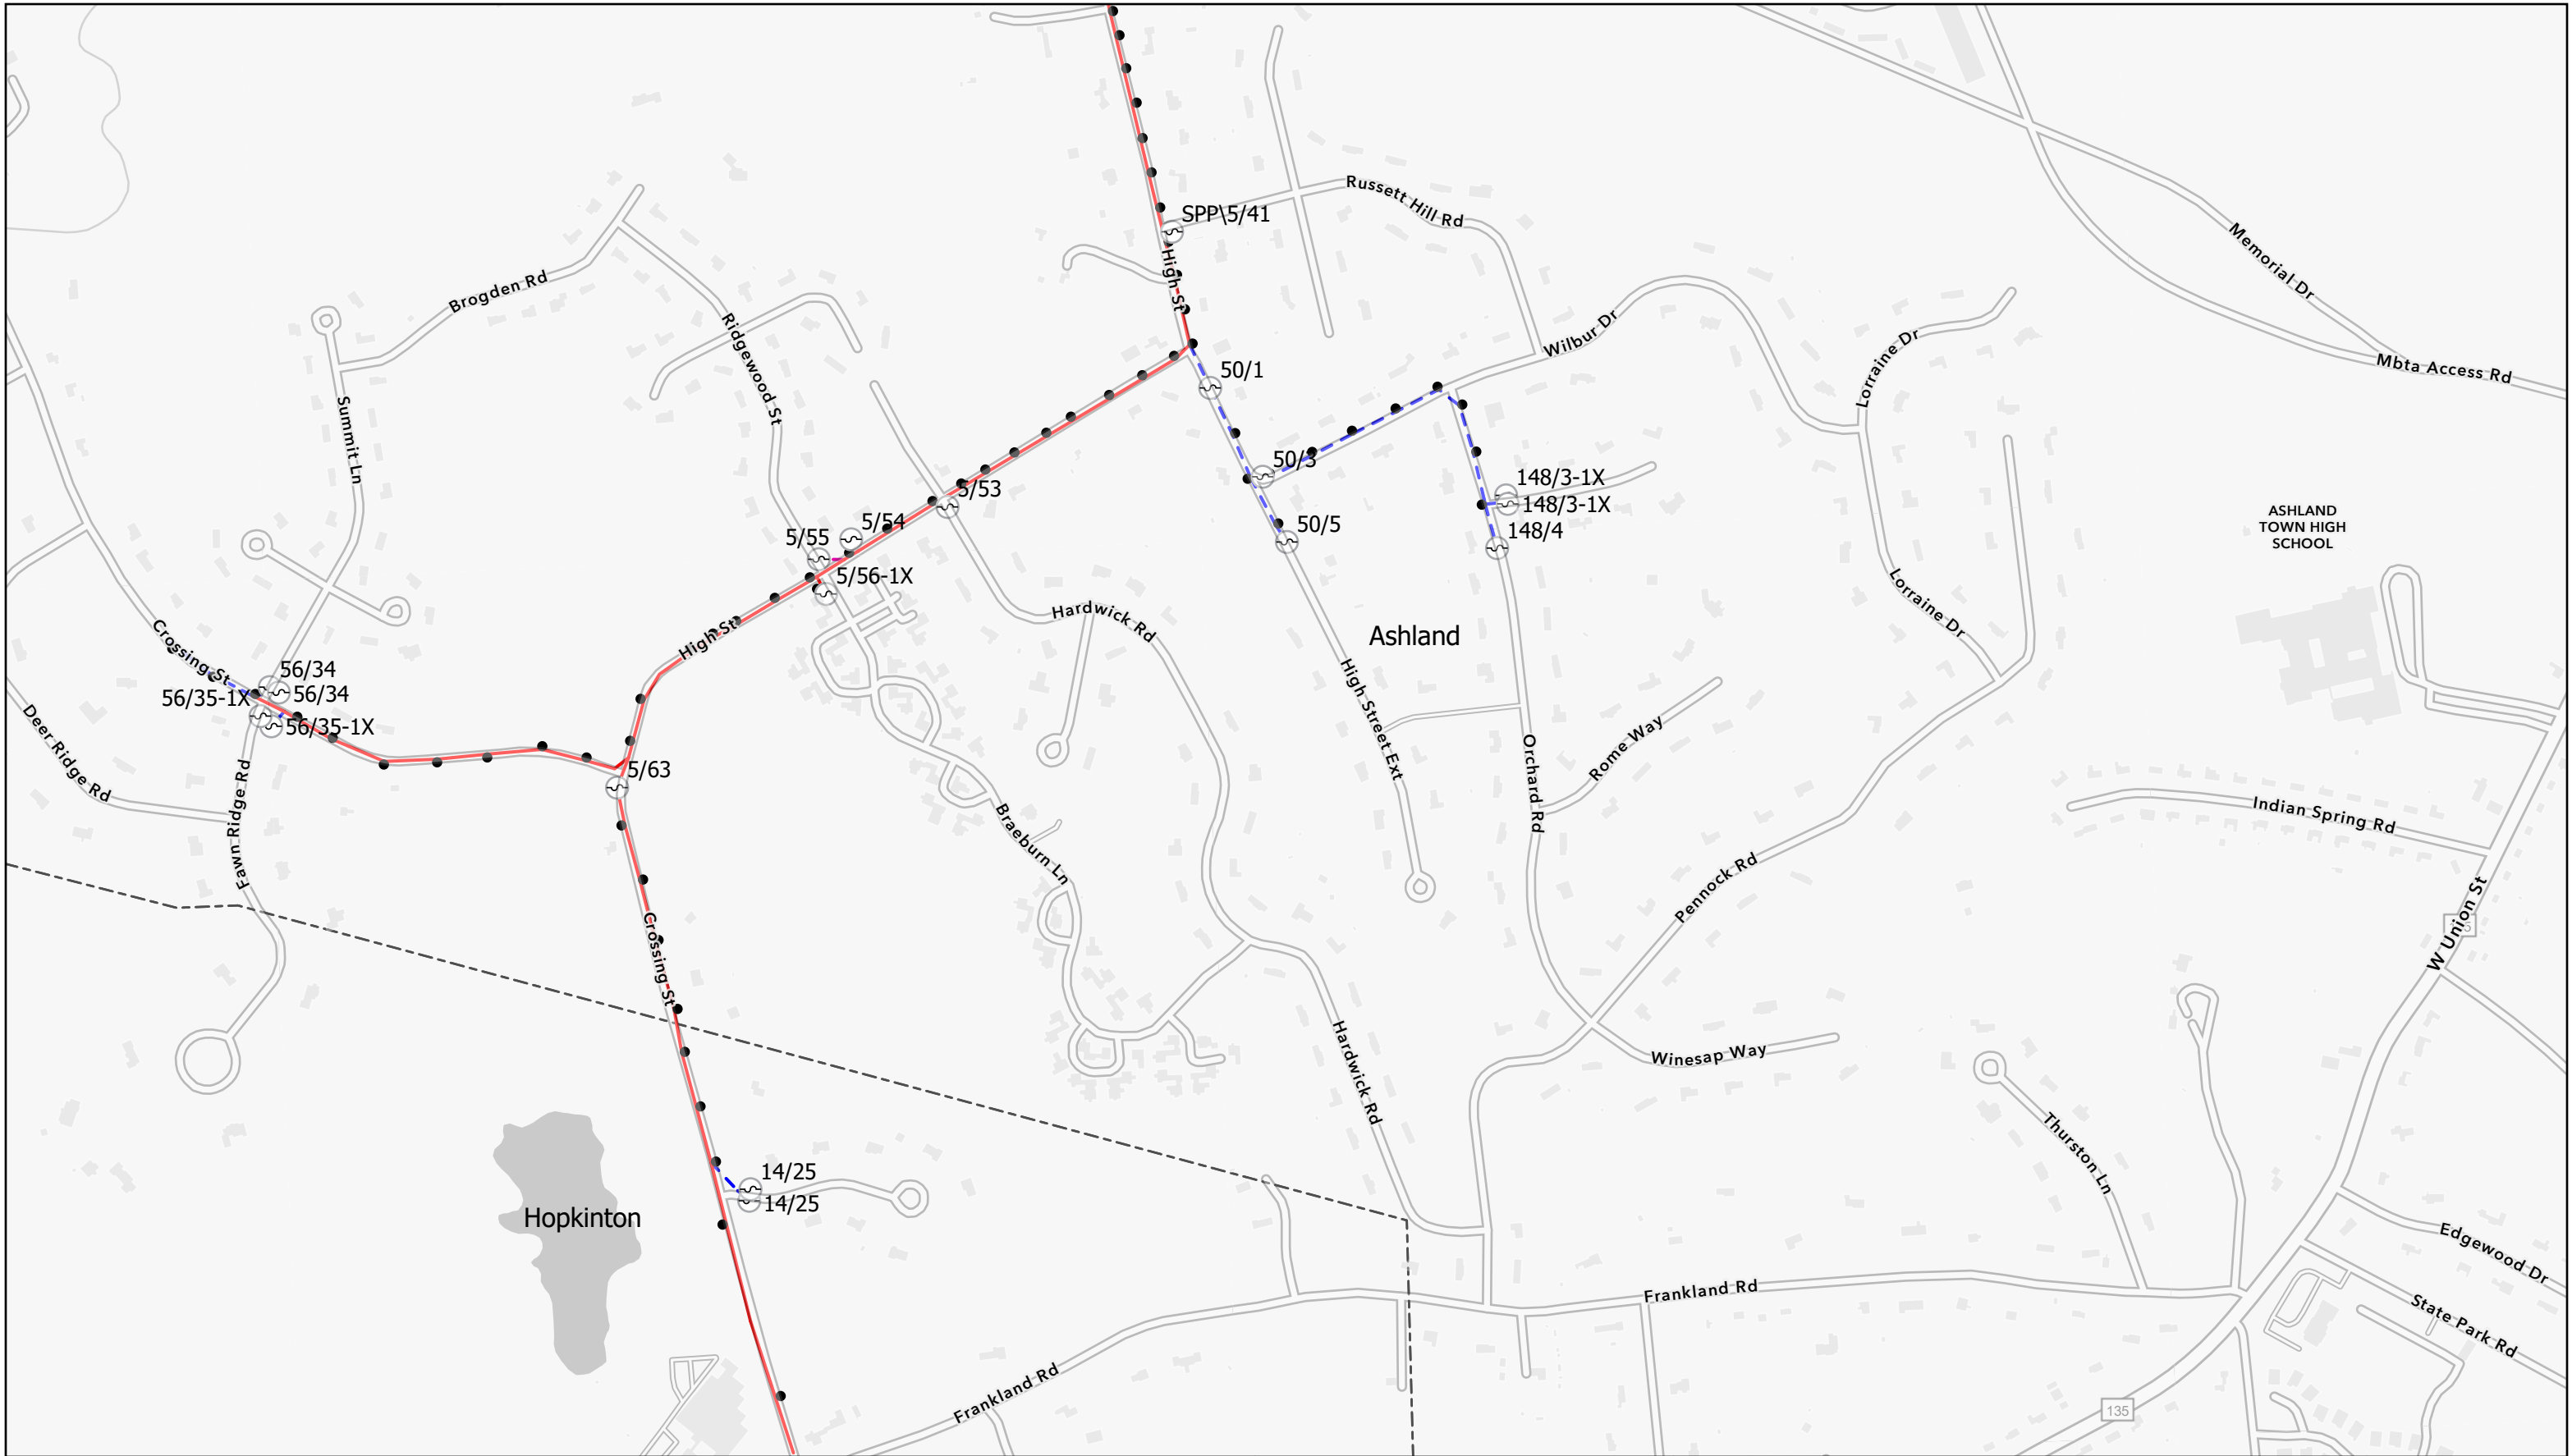 SPP\5/41
Russett Hill Rd
High St
Memorial Dr
Brogden Rd
Ridgewood St
Wilbur Dr
Lorraine Dr
Mbta Access Rd
50/1
Summit Ln
50/3
5/53
148/3-1X
148/3-1X
5/54
50/5
148/4
5/55
ASHLAND
TOWN HIGH
SCHOOL
5/56-1X
Lorraine Dr
Hardwick Rd
Ashland
High St
Crossing St
56/34
56/34
56/35-1X
56/35-1X
High Street Ext
Deer Ridge Rd
Rome Way
Orchard Rd
5/63
Fawn Ridge Rd
Braeburn Ln
Indian Spring Rd
Pennock Rd
W Union St
Crossing St
Hardwick Rd
Winesap Way
Thurston Ln
14/25
14/25
Hopkinton
Edgewood Dr
Frankland Rd
State Park Rd
Frankland Rd
135